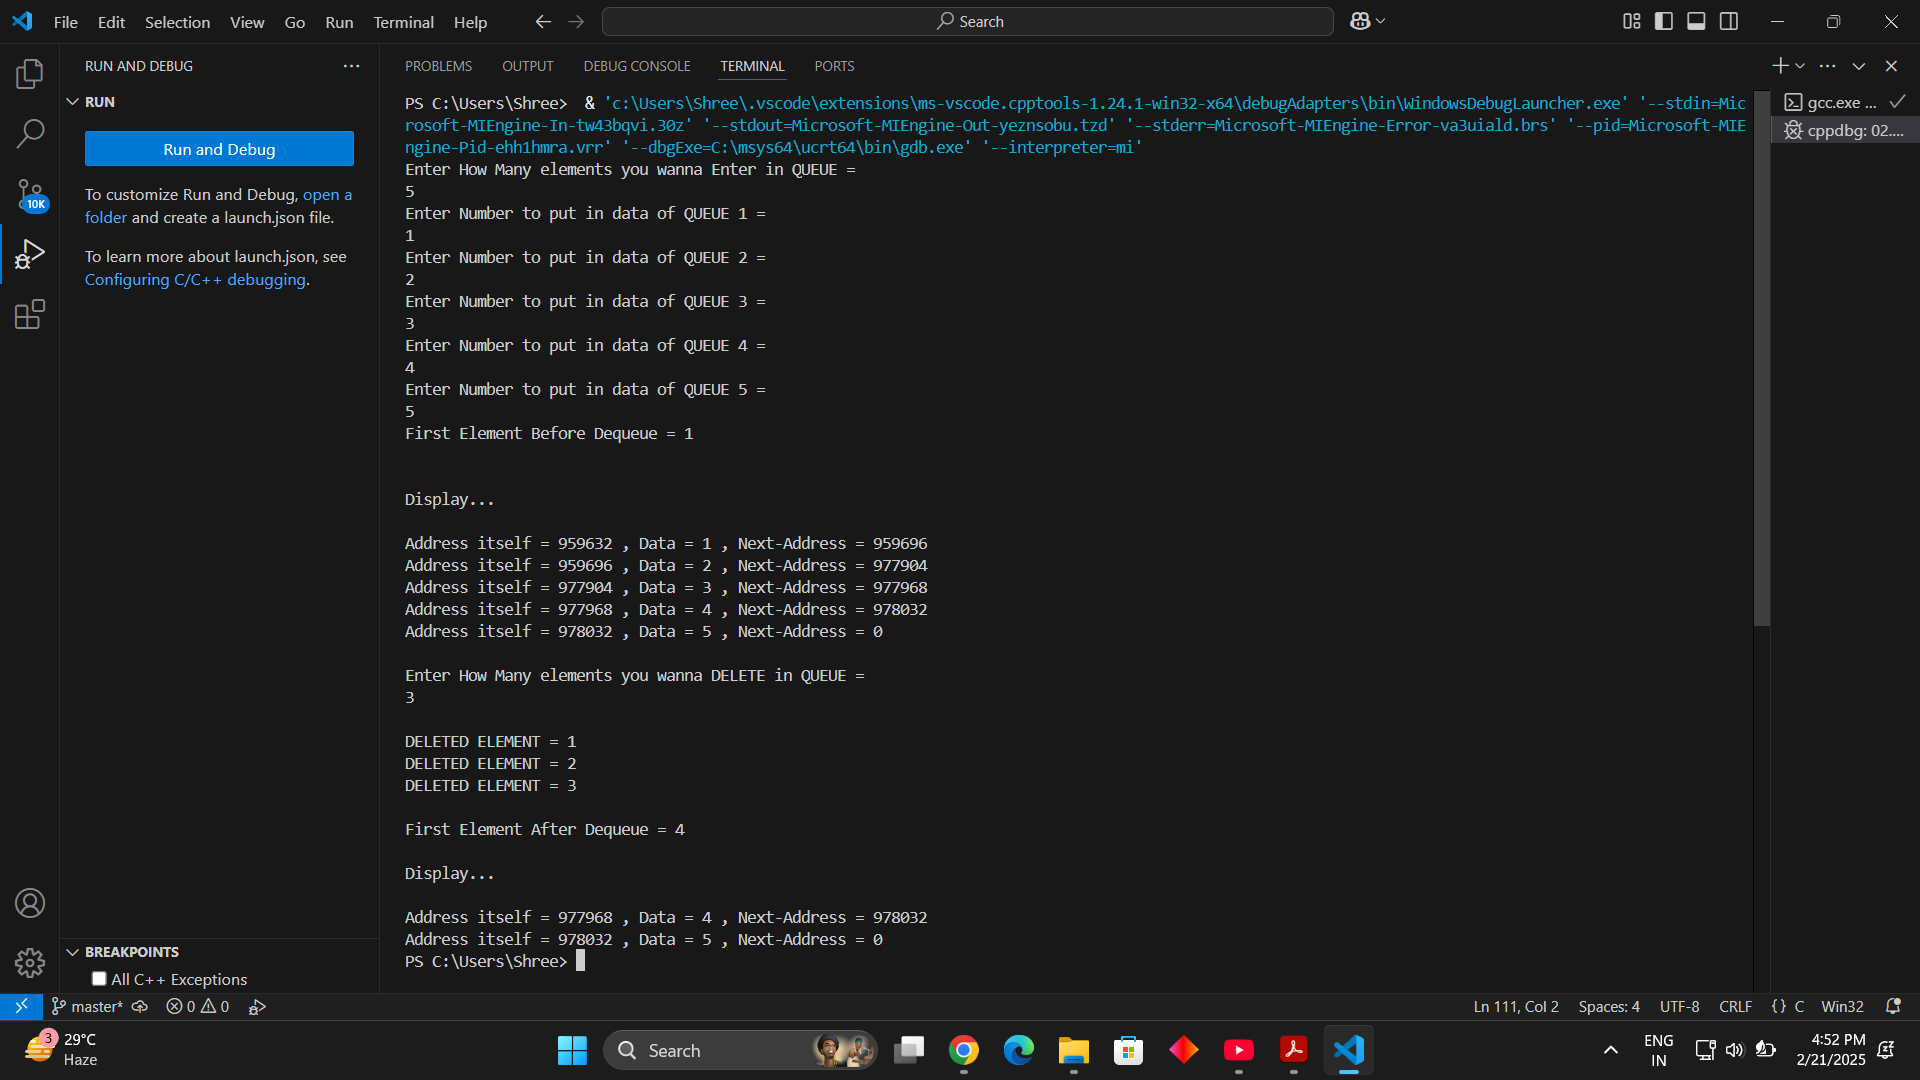 File Edit Selection View Go Run Terminal Help
Search
RUN AND DEBUG
RUN
Run and Debug
To customize Run and Debug, open a
folder and create a launch.json file.
To learn more about launch.json, see
Configuring C/C++ debugging.
10K
BREAKPOINTS
All C++ Exceptions
PROBLEMS OUTPUT DEBUG CONSOLE TERMINAL PORTS
gcc.exe ...
cppdbg: 02....
PS C:\Users\Shree>  & 'c:\Users\Shree\.vscode\extensions\ms-vscode.cpptools-1.24.1-win32-x64\debugAdapters\bin\WindowsDebugLauncher.exe' '--stdin=Mic
rosoft-MIEngine-In-tw43bqvi.30z' '--stdout=Microsoft-MIEngine-Out-yeznsobu.tzd' '--stderr=Microsoft-MIEngine-Error-va3uiald.brs' '--pid=Microsoft-MIE
ngine-Pid-ehh1hmra.vrr' '--dbgExe=C:\msys64\ucrt64\bin\gdb.exe' '--interpreter=mi'
Enter How Many elements you wanna Enter in QUEUE =
5
Enter Number to put in data of QUEUE 1 =
1
Enter Number to put in data of QUEUE 2 =
2
Enter Number to put in data of QUEUE 3 =
3
Enter Number to put in data of QUEUE 4 =
4
Enter Number to put in data of QUEUE 5 =
5
First Element Before Dequeue = 1
Display...
Address itself = 959632 , Data = 1 , Next-Address = 959696
Address itself = 959696 , Data = 2 , Next-Address = 977904
Address itself = 977904 , Data = 3 , Next-Address = 977968
Address itself = 977968 , Data = 4 , Next-Address = 978032
Address itself = 978032 , Data = 5 , Next-Address = 0
Enter How Many elements you wanna DELETE in QUEUE =
3
DELETED ELEMENT = 1
DELETED ELEMENT = 2
DELETED ELEMENT = 3
First Element After Dequeue = 4
Display...
Address itself = 977968 , Data = 4 , Next-Address = 978032
Address itself = 978032 , Data = 5 , Next-Address = 0
PS C:\Users\Shree>
master* 0 0
Ln 111, Col 2 Spaces: 4 UTF-8 CRLF {} C Win32
3
29°C
Haze
Search
ENG
IN
4:52 PM
2/21/2025